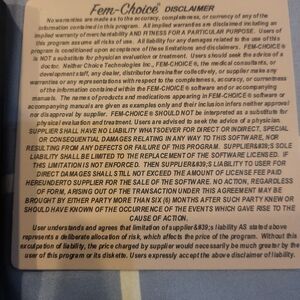 Fem-Choice® DISCLAIMER
No warranties are made as to the accuracy, completeness, or currency of any of the
information contained in this program. All implied warranties are disclaimed including an
implied warranty of merchantability AND FITNESS FOR A PARTICULAR PURPOSE. Users of
this program assume all risks of use. All liability for any damages related to the use of this
program is conditioned upon acceptance of these limitations and disclaimers. FEM-CHOICE®
is NOT a substitute for physical evaluation or treatment. Users should seek the advice of a
doctor. Neither Choice Technologies Inc., FEM-CHOICE®, the medical consultants, or
development staff, any dealer, distributor hereinafter collectively, or supplier make any
warranties or any representations with respect to the completeness, accuracy, or currentness
of the information contained within the FEM-CHOICE® software and or accompanying
manuals. The names of products and medications appearing in FEM-CHOICE® software or
accompanying manuals are given as examples only and their inclusion infers neither approval
nor disapproval by supplier. FEM-CHOICE® SHOULD NOT be interpreted as a substitute for
physical evaluation and treatment. Users are advised to seek the advice of a physician.
SUPPLIERS SHALL HAVE NO LIABILITY WHATSOEVER FOR DIRECT OR INDIRECT, SPECIAL
OR CONSEQUENTIAL DAMAGES RELATING IN ANY WAY TO THIS SOFTWARE, NOR
RESULTING FROM ANY DEFECTS OR FAILURE OF THIS PROGRAM. SUPPLIERS&#39;S SOLE
LIABILITY SHALL BE LIMITED TO THE REPLACEMENT OF THE SOFTWARE LICENSED. IF
THIS LIMITATION IS NOT ENFORCED. THEN SUPPLIER&#39;S LIABILITY TO USER FOR
DIRECT DAMAGES SHALL STILL NOT EXCEED THE AMOUNT OF LICENSE FEE PAID
HEREUNDER TO SUPPLIER FOR THE SALE OF THE SOFTWARE. NO ACTION, REGARDLESS
OF FORM, ARISING OUT OF THE TRANSACTION UNDER THIS AGREEMENT MAY BE
BROUGHT BY EITHER PARTY MORE THAN SIX (6) MONTHS AFTER SUCH PARTY KNEW OR
SHOULD HAVE KNOWN OF THE OCCURRENCE OF THE EVENTS WHICH GAVE RISE TO THE
CAUSE OF ACTION.
User understands and agrees that limitation of supplier&#39;s liability AS stated above
represents a deliberate allocation of risk, which affects the price of the program. Without this
exculpation of liability, the price charged by supplier would necessarily be much greater by the
user of this program or its diskette. Users expressly accept the above disclaimer of liability.